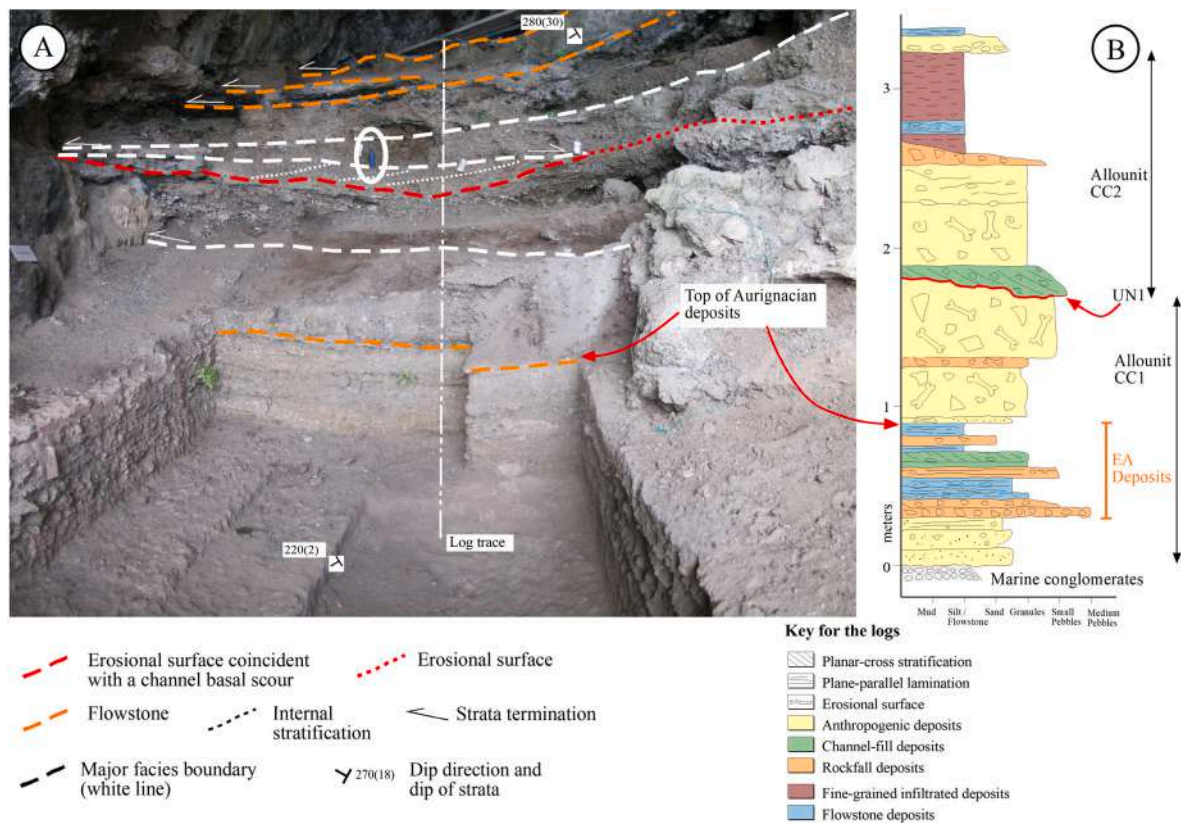 A
280(30)
Top of Aurignacian
deposits
220(2)
Log trace
B
3
2
1
0
meters
Allounit
CC2
UN1
Allounit
CC1
EA
Deposits
Marine conglomerates
Mud
Silt /
Flowstone
Sand
Granules
Small
Pebbles
Medium
Pebbles
Erosional surface coincident
with a channel basal scour
Erosional surface
Flowstone
Internal
stratification
Strata termination
Major facies boundary
(white line)
270(18)
Dip direction and
dip of strata
Key for the logs
Planar-cross stratification
Plane-parallel lamination
Erosional surface
Anthropogenic deposits
Channel-fill deposits
Rockfall deposits
Fine-grained infiltrated deposits
Flowstone deposits